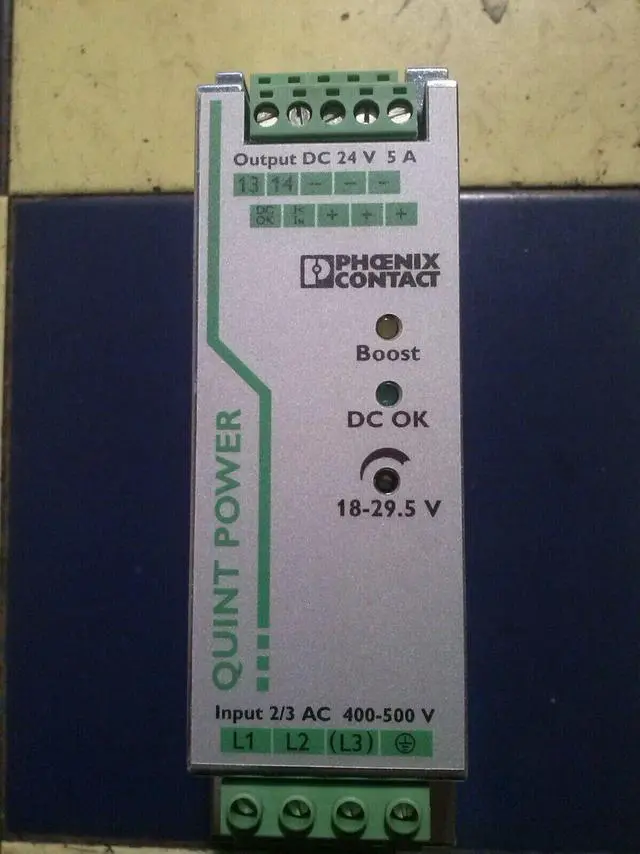 Output DC 24 V 5 A
13 14 − − −
DC OK + + +
PHŒNIX
CONTACT
Boost
DC OK
18-29.5 V
QUINT POWER
Input 2/3 AC 400-500 V
L1 L2 (L3)